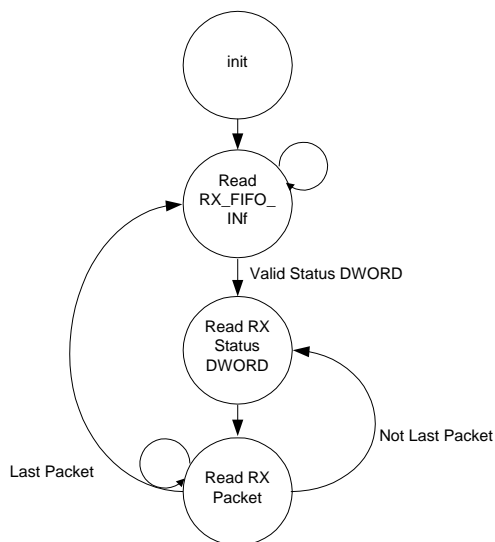 init
Read
RX_FIFO_
INf
Valid Status DWORD
Read RX
Status
DWORD
Not Last Packet
Last Packet
Read RX
Packet